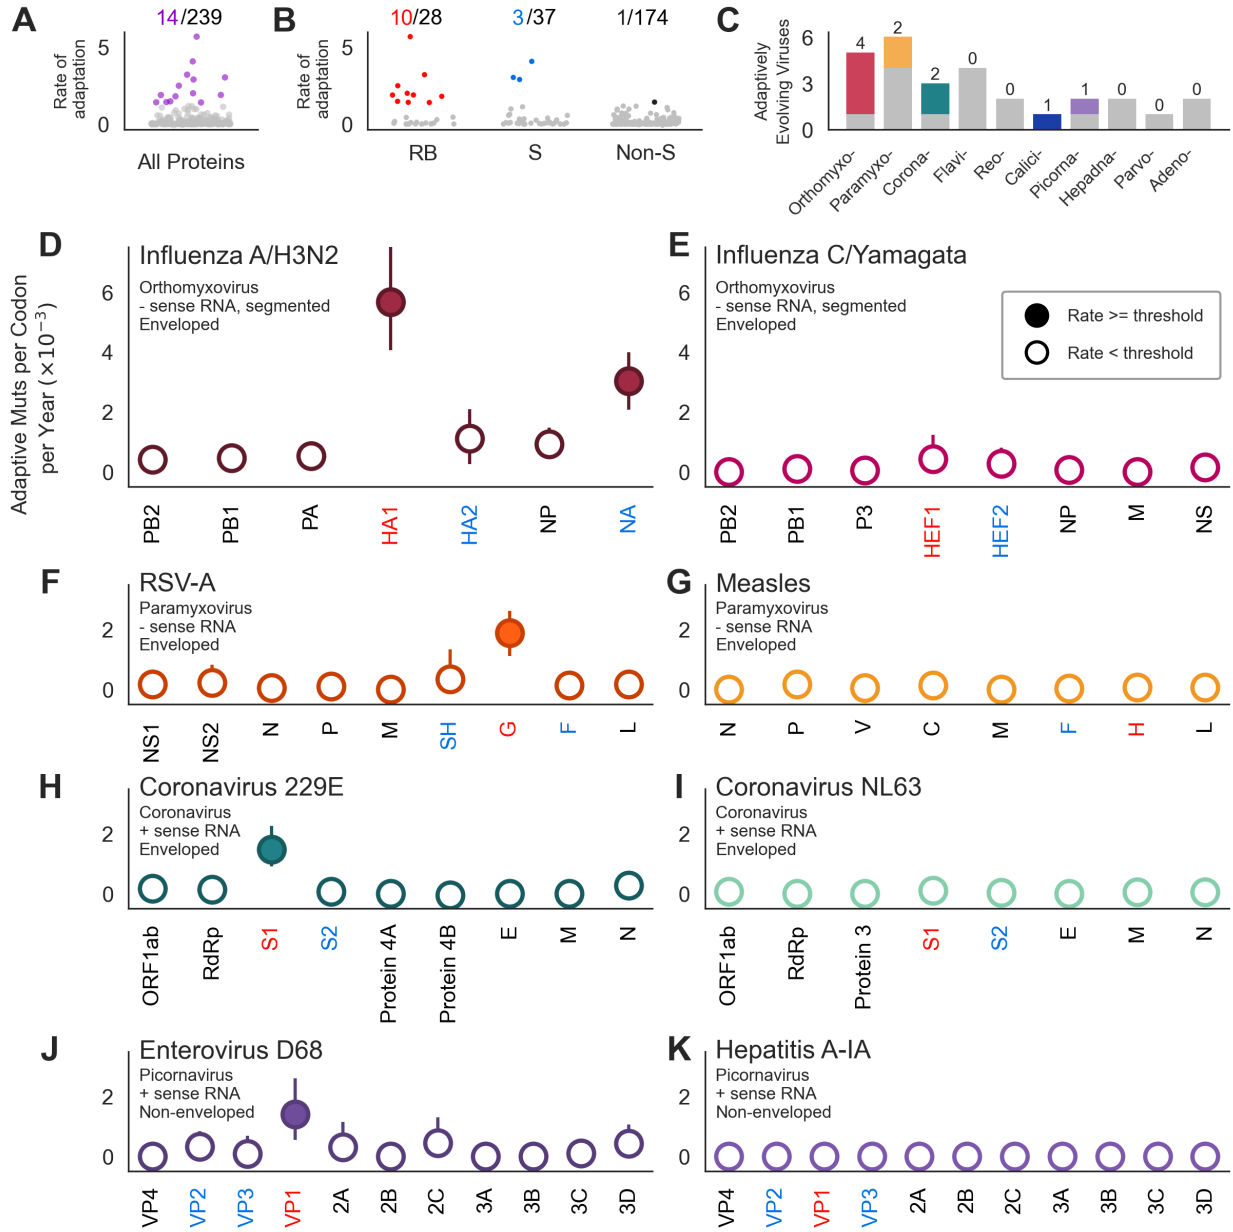 A
14/239
5
0
Rate of
adaptation
All Proteins
B
10/28
3/37
1/174
5
0
Rate of
adaptation
RB
S
Non-S
C
6
3
0
Adaptively
Evolving Viruses
4
2
2
0
0
1
1
0
0
0
Orthomyxo-
Paramyxo-
Corona-
Flavi-
Reo-
Calici-
Picorna-
Hepadna-
Parvo-
Adeno-
Adaptive Muts per Codon
per Year (×10⁻³)
D
Influenza A/H3N2
Orthomyxovirus
- sense RNA, segmented
Enveloped
6
4
2
0
PB2
PB1
PA
HA1
HA2
NP
NA
E
Influenza C/Yamagata
Orthomyxovirus
- sense RNA, segmented
Enveloped
Rate >= threshold
Rate < threshold
6
4
2
0
PB2
PB1
P3
HEF1
HEF2
NP
M
NS
F
RSV-A
Paramyxovirus
- sense RNA
Enveloped
2
0
NS1
NS2
N
P
M
SH
G
F
L
G
Measles
Paramyxovirus
- sense RNA
Enveloped
2
0
N
P
V
C
M
F
H
L
H
Coronavirus 229E
Coronavirus
+ sense RNA
Enveloped
2
0
ORF1ab
RdRp
S1
S2
Protein 4A
Protein 4B
E
M
N
I
Coronavirus NL63
Coronavirus
+ sense RNA
Enveloped
2
0
ORF1ab
RdRp
Protein 3
S1
S2
E
M
N
J
Enterovirus D68
Picornavirus
+ sense RNA
Non-enveloped
2
0
VP4
VP2
VP3
VP1
2A
2B
2C
3A
3B
3C
3D
K
Hepatitis A-IA
Picornavirus
+ sense RNA
Non-enveloped
2
0
VP4
VP2
VP1
VP3
2A
2B
2C
3A
3B
3C
3D